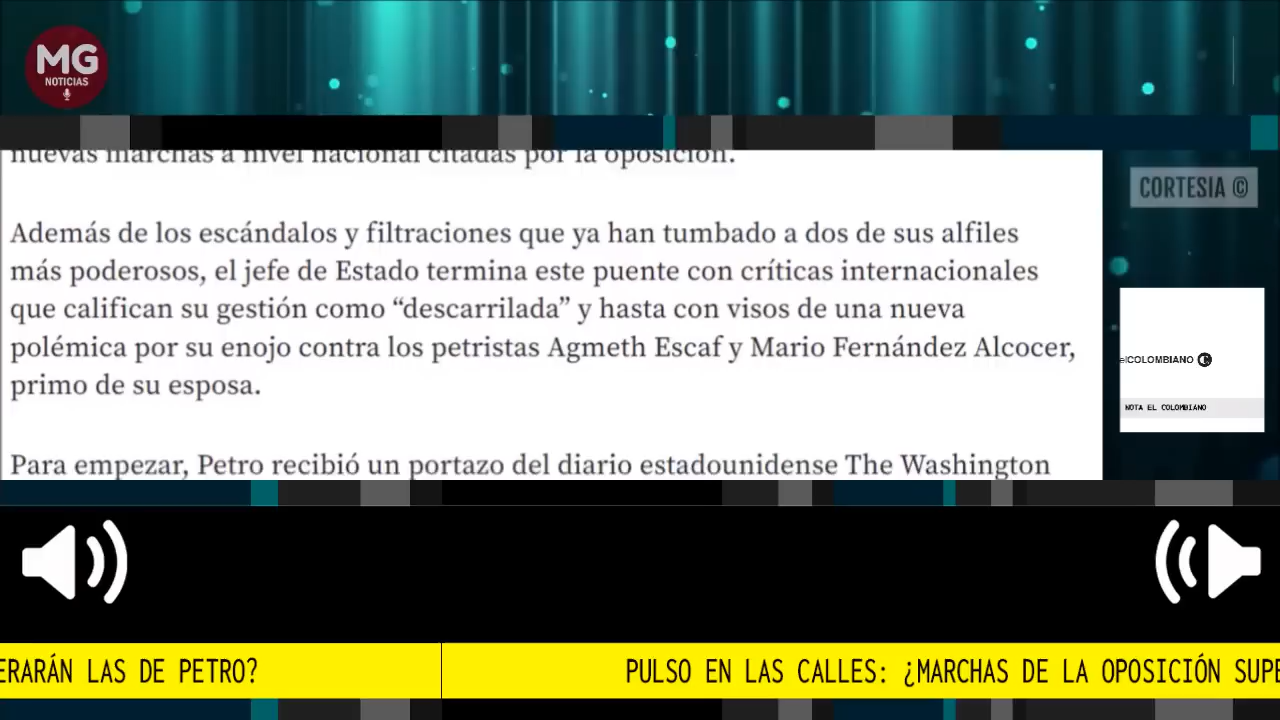 MG
NOTICIAS
nuevas marchas a nivel nacional citadas por la oposición.
CORTESIA ©
Además de los escándalos y filtraciones que ya han tumbado a dos de sus alfiles
más poderosos, el jefe de Estado termina este puente con críticas internacionales
que califican su gestión como “descarrilada” y hasta con visos de una nueva
polémica por su enojo contra los petristas Agmeth Escaf y Mario Fernández Alcocer,
primo de su esposa.
elCOLOMBIANO
NOTA EL COLOMBIANO
Para empezar, Petro recibió un portazo del diario estadounidense The Washington
ERARÁN LAS DE PETRO?
PULSO EN LAS CALLES: ¿MARCHAS DE LA OPOSICIÓN SUPE